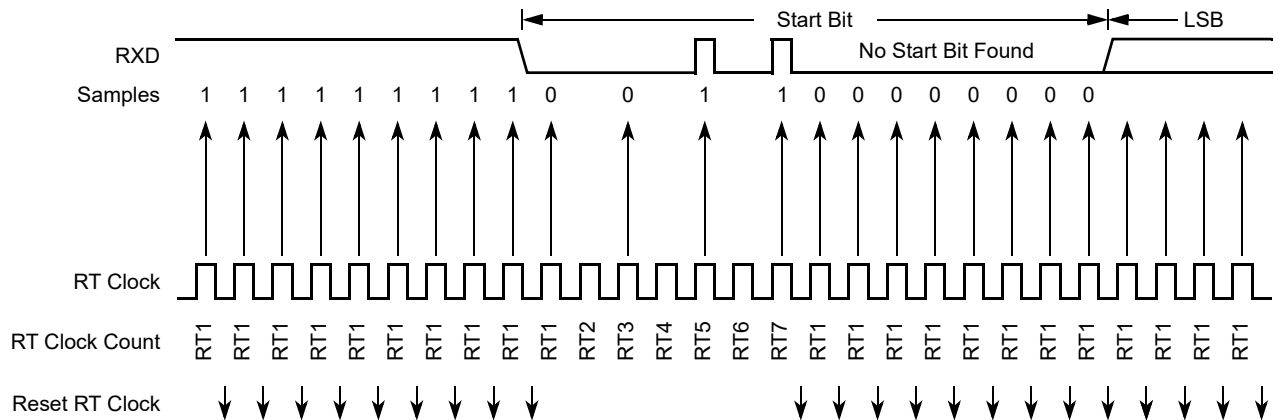 Start Bit LSB
RXD No Start Bit Found
Samples 1 1 1 1 1 1 1 1 1 0 0 1 1 0 0 0 0 0 0 0 0
RT Clock
RT Clock Count RT1 RT1 RT1 RT1 RT1 RT1 RT1 RT1 RT1 RT1 RT2 RT3 RT4 RT5 RT6 RT7 RT1 RT1 RT1 RT1 RT1 RT1 RT1 RT1 RT1 RT1 RT1 RT1
Reset RT Clock